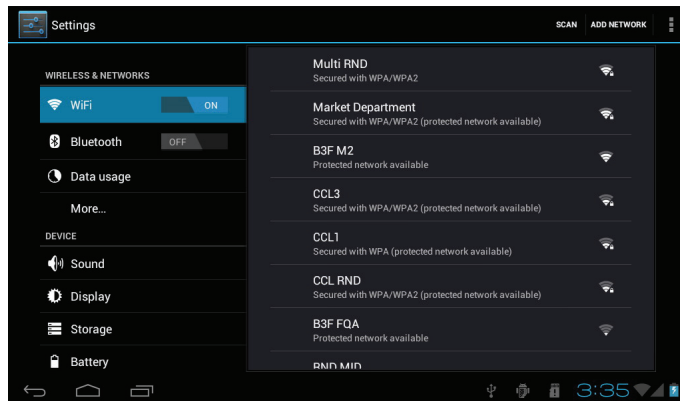 Settings
SCAN
ADD NETWORK
WIRELESS & NETWORKS
WiFi
ON
Bluetooth
OFF
Data usage
More...
DEVICE
Sound
Display
Storage
Battery
Multi RND
Secured with WPA/WPA2
Market Department
Secured with WPA/WPA2 (protected network available)
B3F M2
Protected network available
CCL3
Secured with WPA/WPA2 (protected network available)
CCL1
Secured with WPA (protected network available)
CCL RND
Secured with WPA/WPA2 (protected network available)
B3F FQA
Protected network available
RND MID
3:35